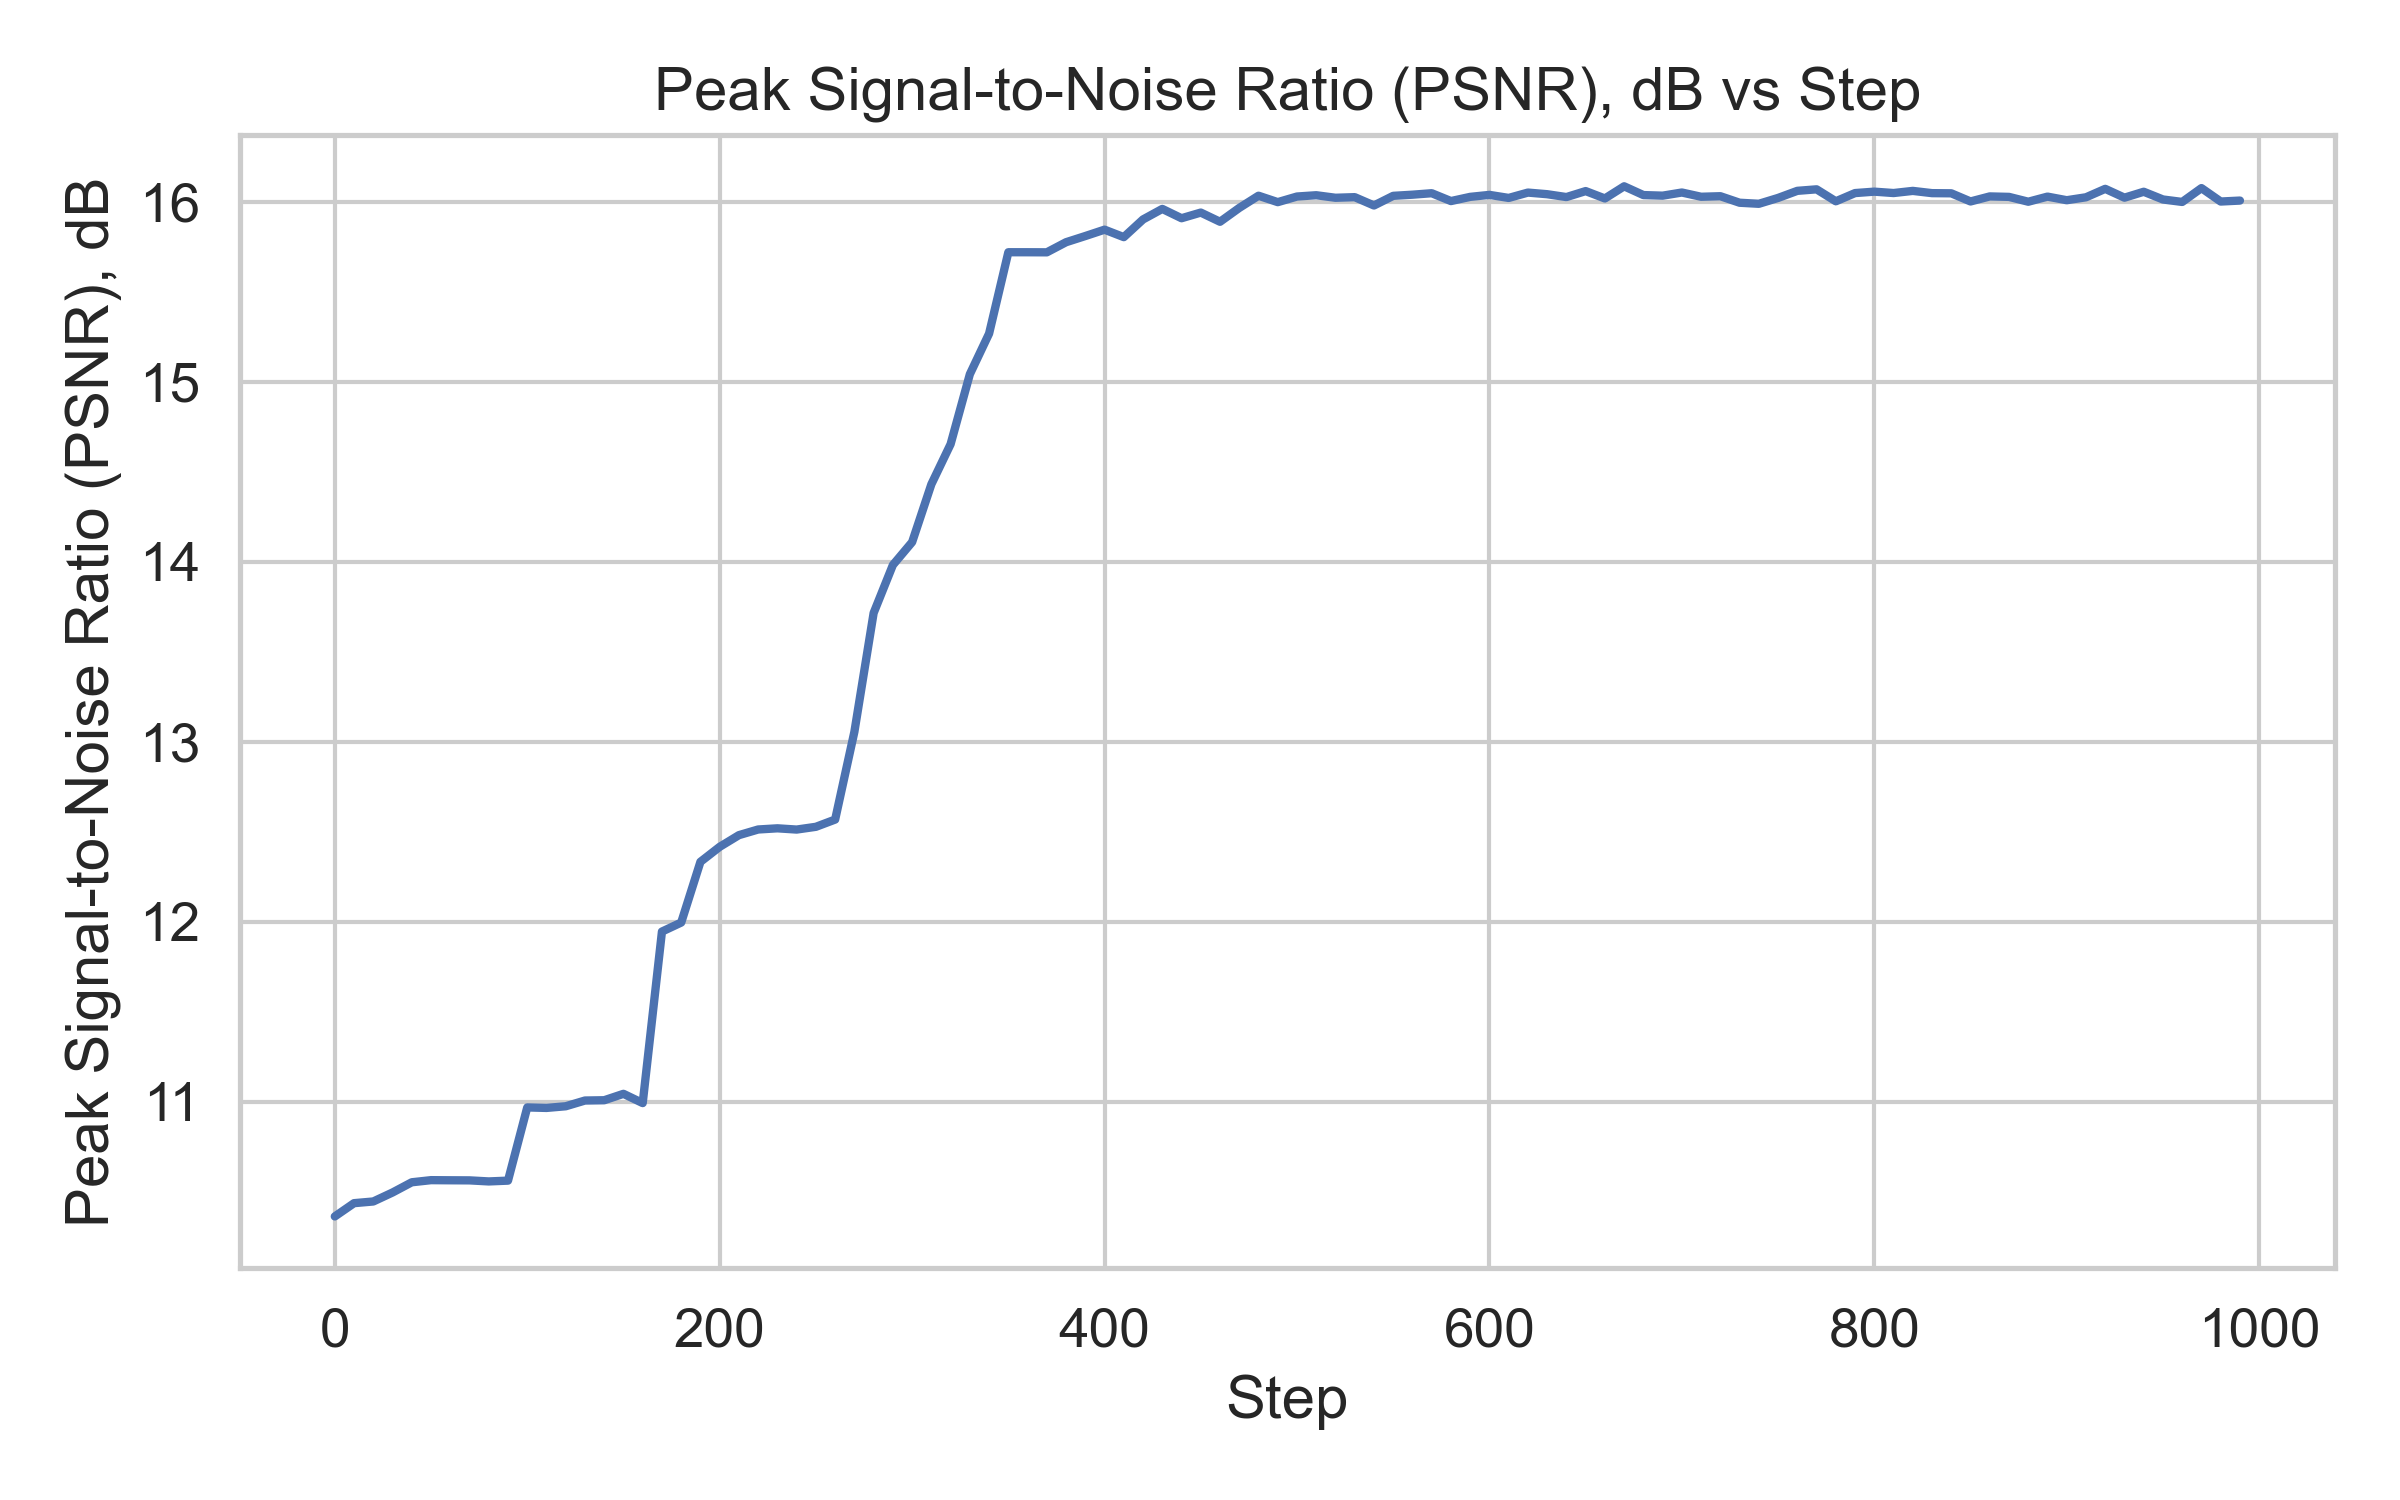 Peak Signal-to-Noise Ratio (PSNR), dB vs Step
Peak Signal-to-Noise Ratio (PSNR), dB
16
15
14
13
12
11
0 200 400 600 800 1000
Step